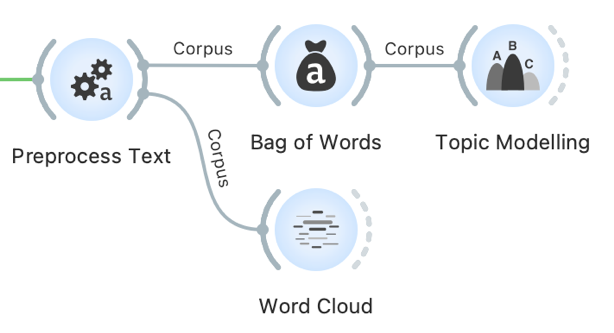 Corpus
Corpus
a
a
A
B
C
Preprocess Text
Bag of Words
Topic Modelling
Corpus
Word Cloud